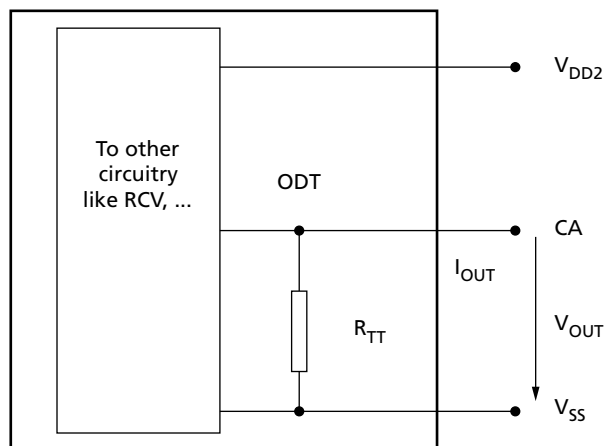 V_DD2
To other
circuitry
like RCV, ...
ODT
CA
I_OUT
R_TT
V_OUT
V_SS